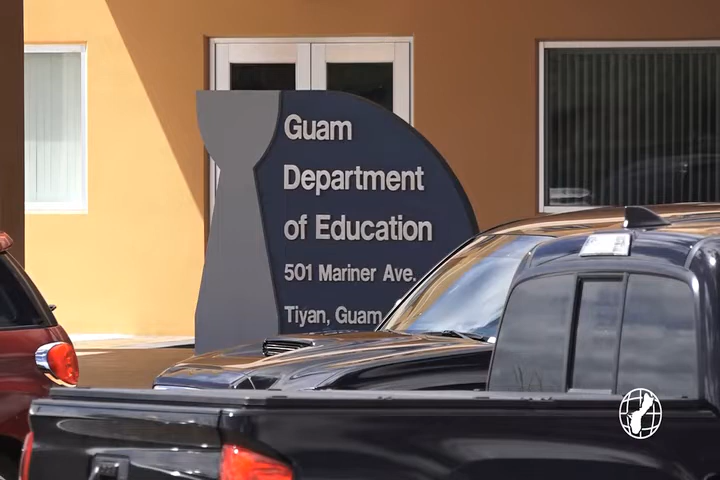 Guam
Department
of Education
501 Mariner Ave.
Tiyan, Guam